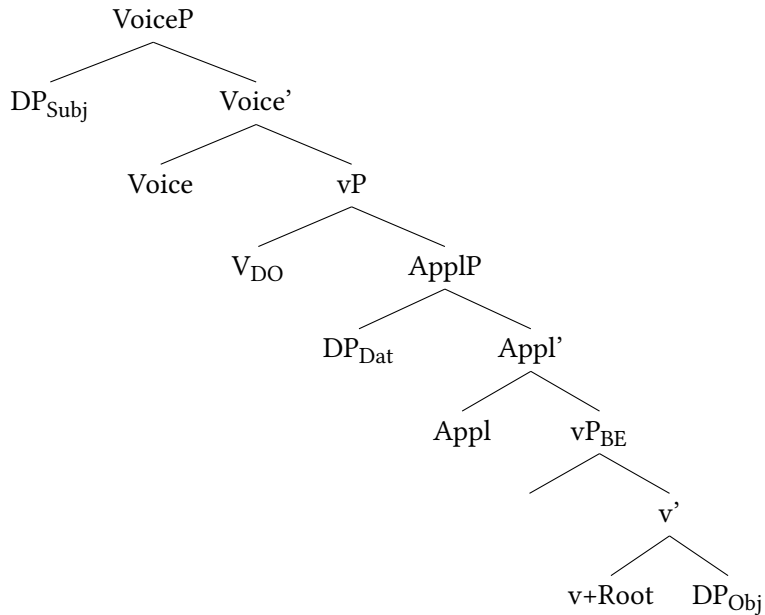 VoiceP
DP_Subj Voice’
Voice vP
V_DO ApplP
DP_Dat Appl’
Appl vP_BE
v’
v+Root DP_Obj